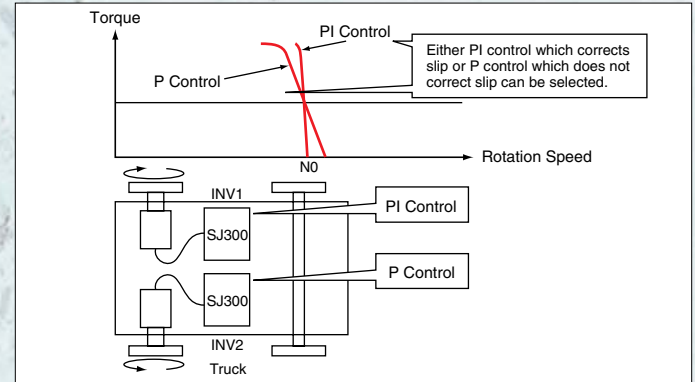 Torque
PI Control
P Control
Either PI control which corrects
slip or P control which does not
correct slip can be selected.
N0
Rotation Speed
INV1
SJ300
PI Control
SJ300
P Control
INV2
Truck